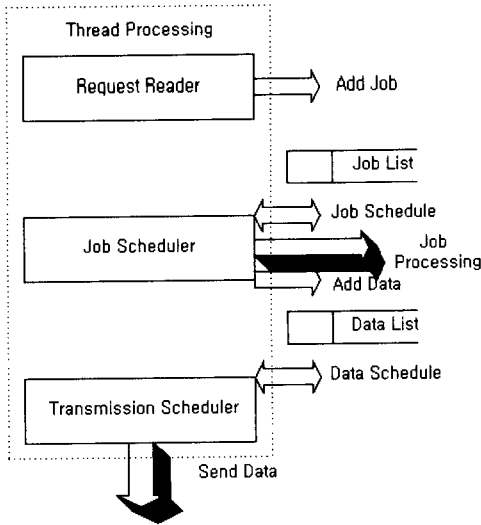 Thread Processing
Request Reader
Add Job
Job List
Job Schedule
Job Scheduler
Job
Processing
Add Data
Data List
Data Schedule
Transmission Scheduler
Send Data